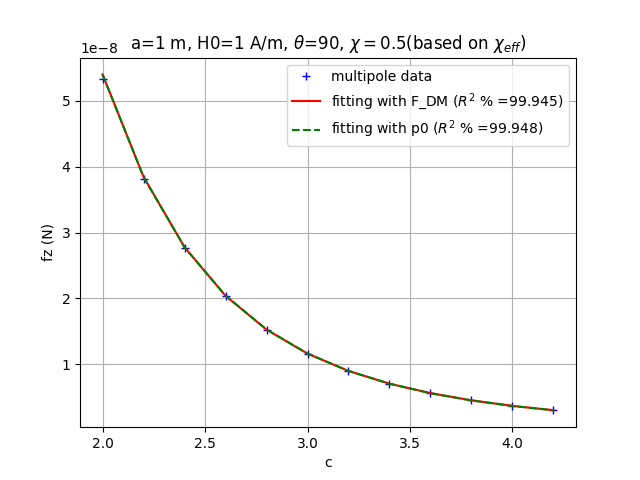 a=1 m, H0=1 A/m, θ=90, χ = 0.5(based on χ_eff)
1e−8
multipole data
fitting with F_DM (R² % =99.945)
fitting with p0 (R² % =99.948)
5
4
3
2
1
fz (N)
2.0 2.5 3.0 3.5 4.0
c